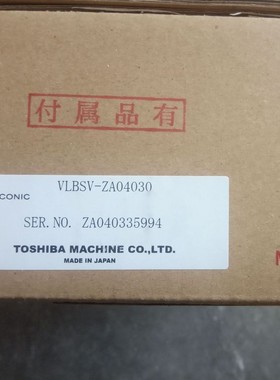 付属品有
VLBSV-ZA04030
CONIC
SER.NO. ZA040335994
TOSHIBA MACHINE CO.,LTD.
MADE IN JAPAN